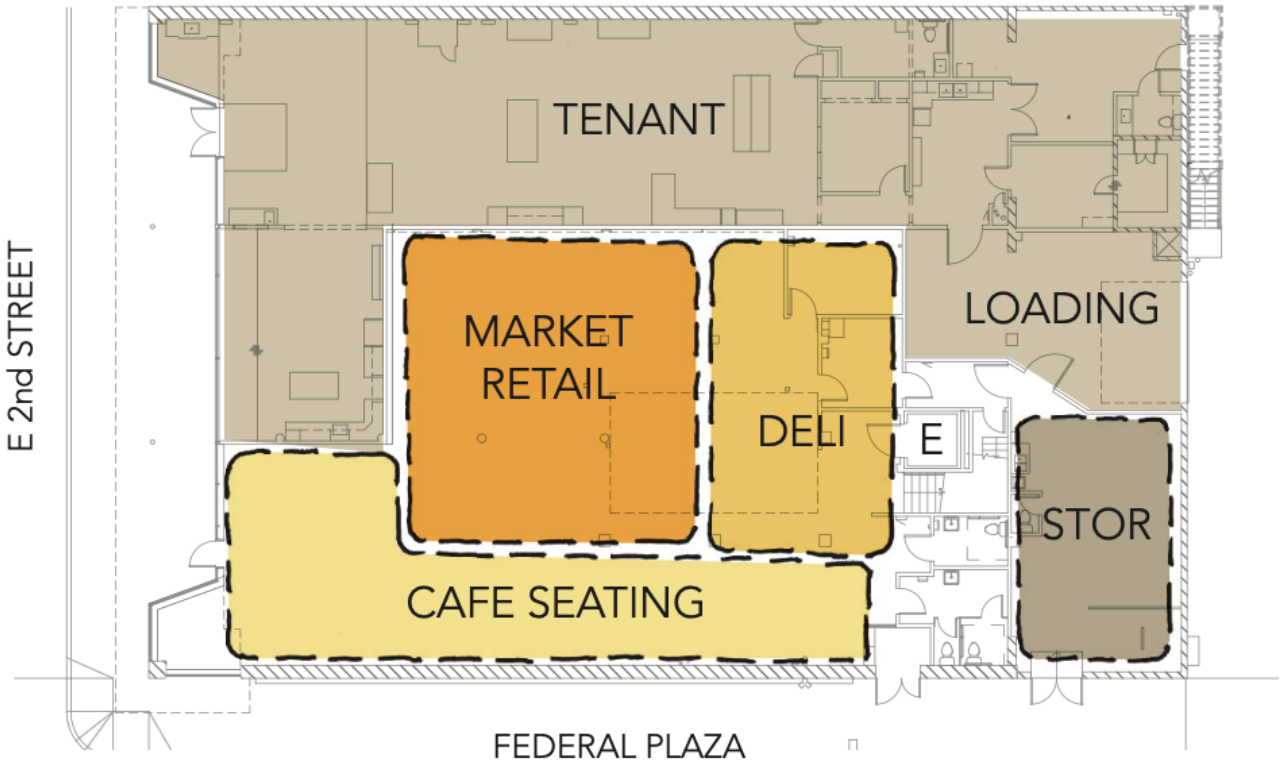 TENANT
E 2nd STREET
MARKET
RETAIL
LOADING
DELI
E
STOR
CAFE SEATING
FEDERAL PLAZA